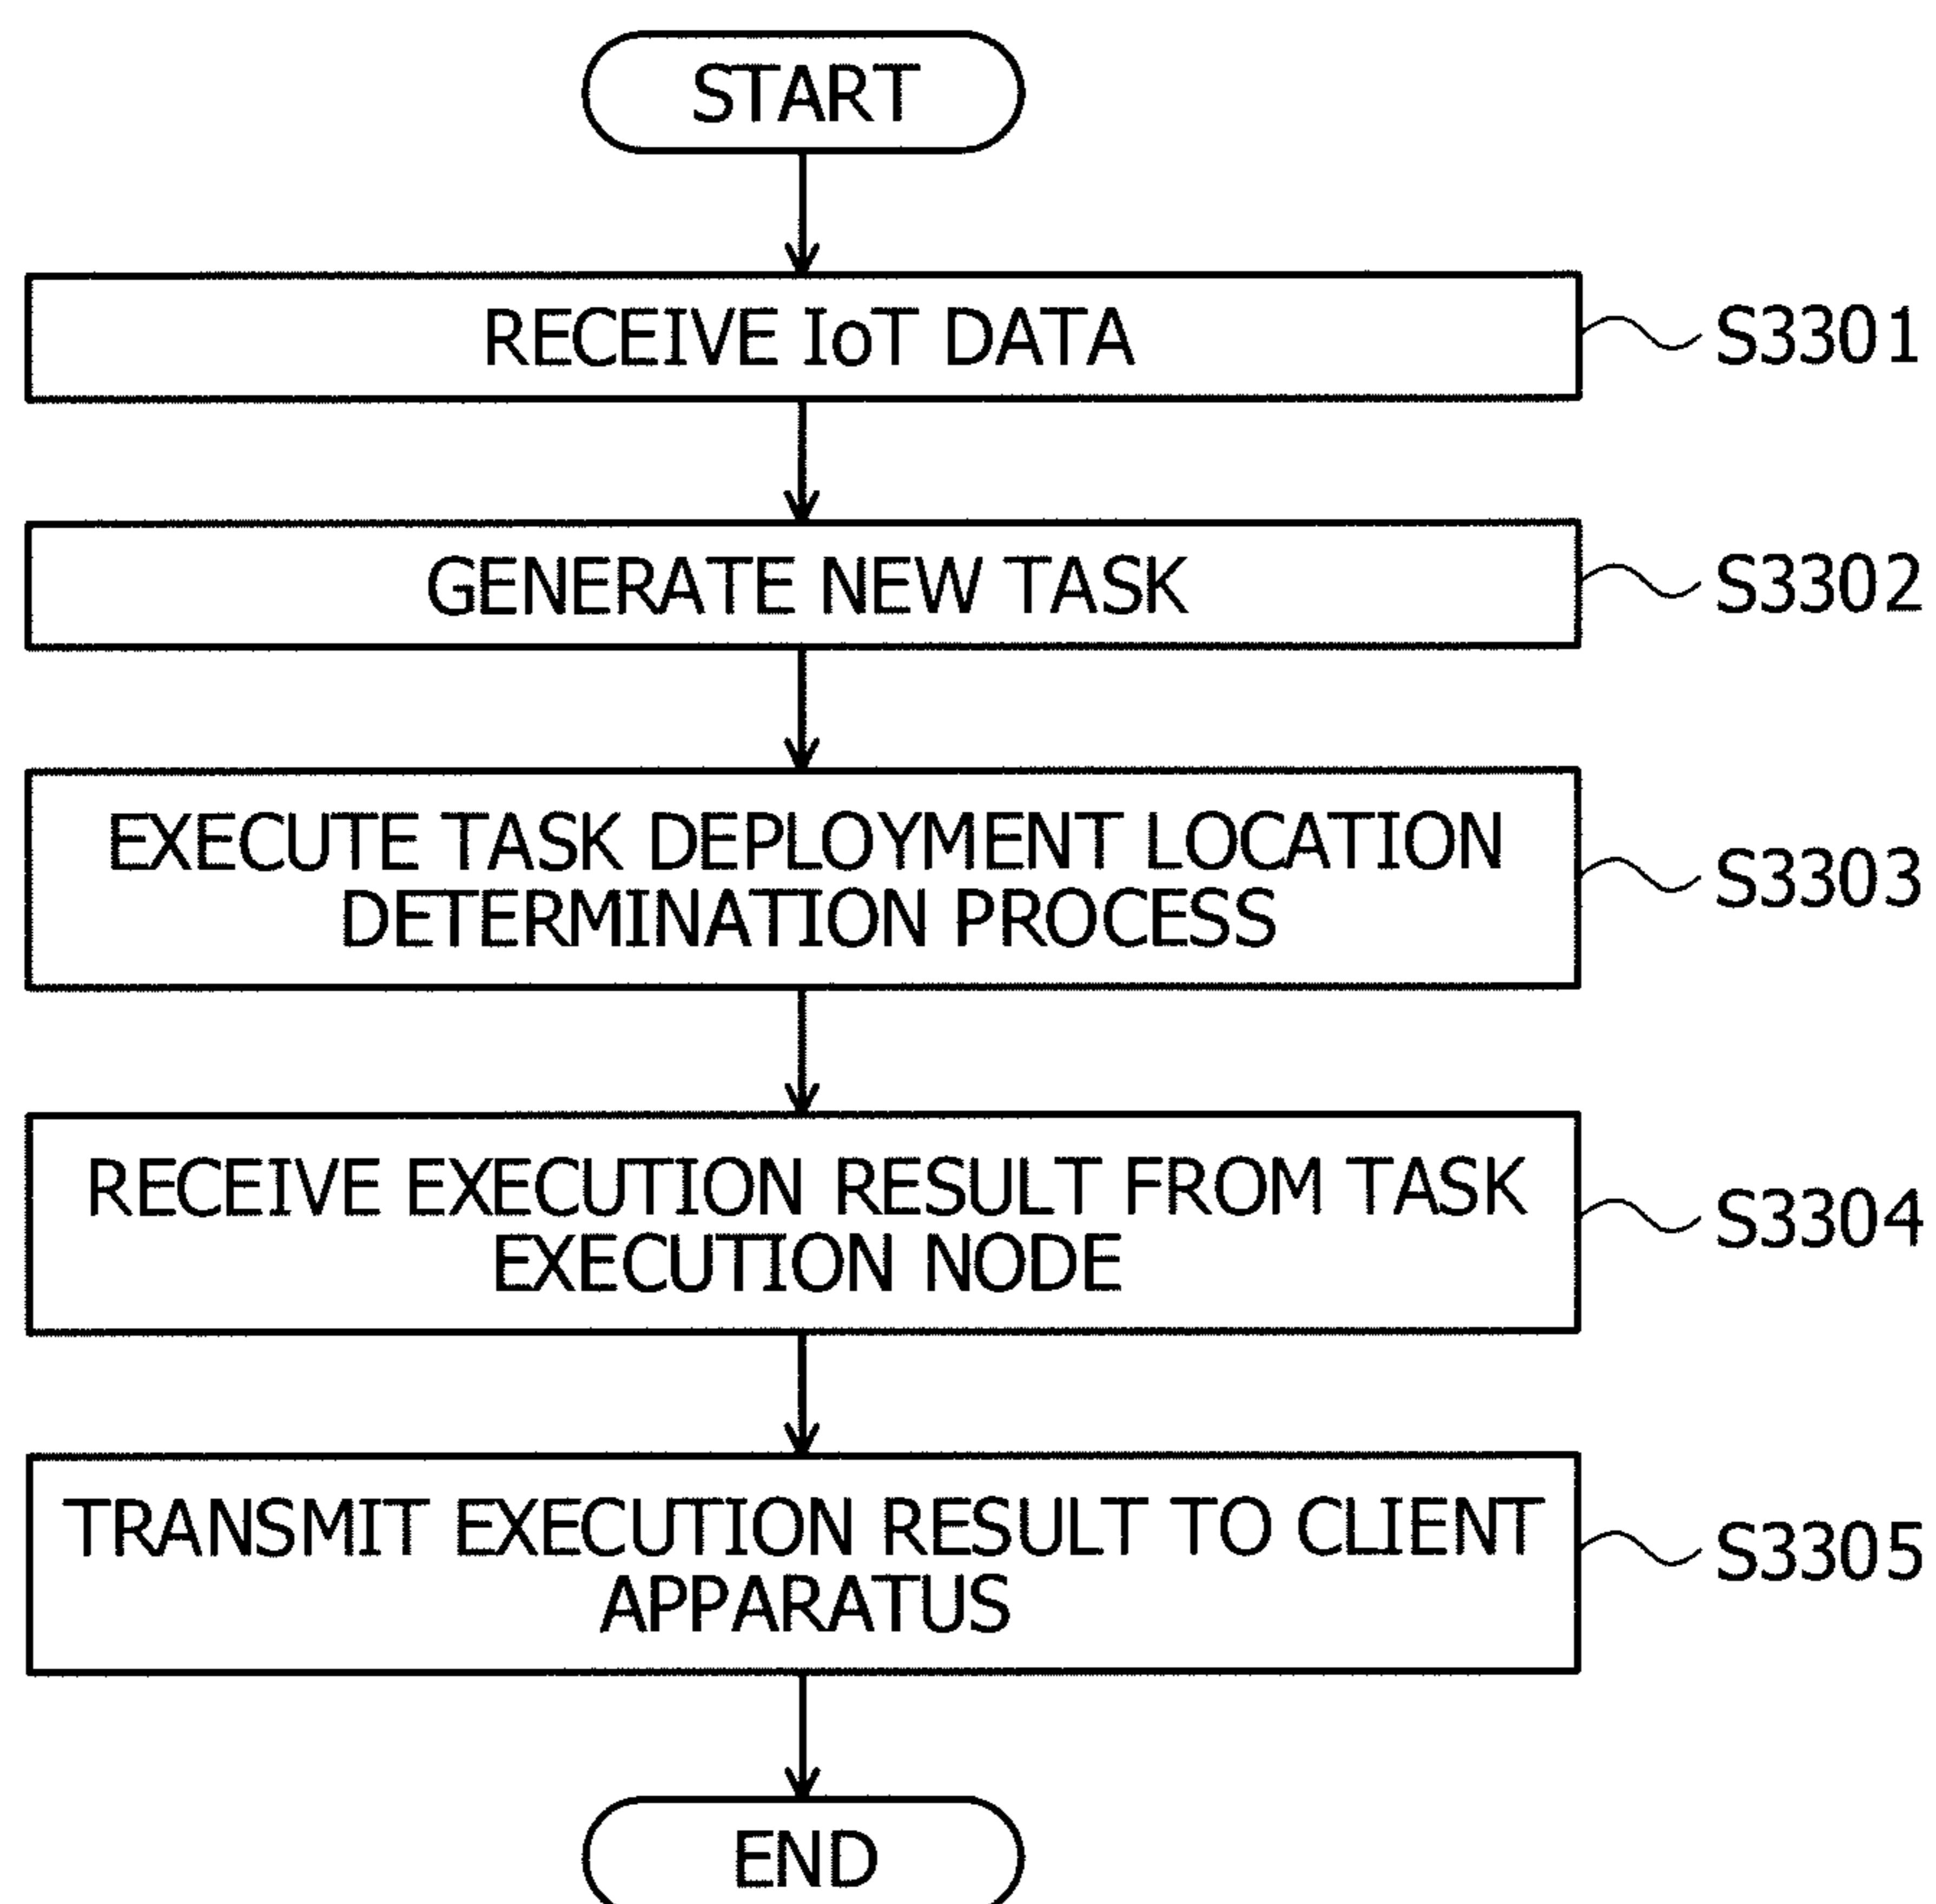 START
RECEIVE IoT DATA
S3301
GENERATE NEW TASK
S3302
EXECUTE TASK DEPLOYMENT LOCATION
DETERMINATION PROCESS
S3303
RECEIVE EXECUTION RESULT FROM TASK
EXECUTION NODE
S3304
TRANSMIT EXECUTION RESULT TO CLIENT
APPARATUS
S3305
END